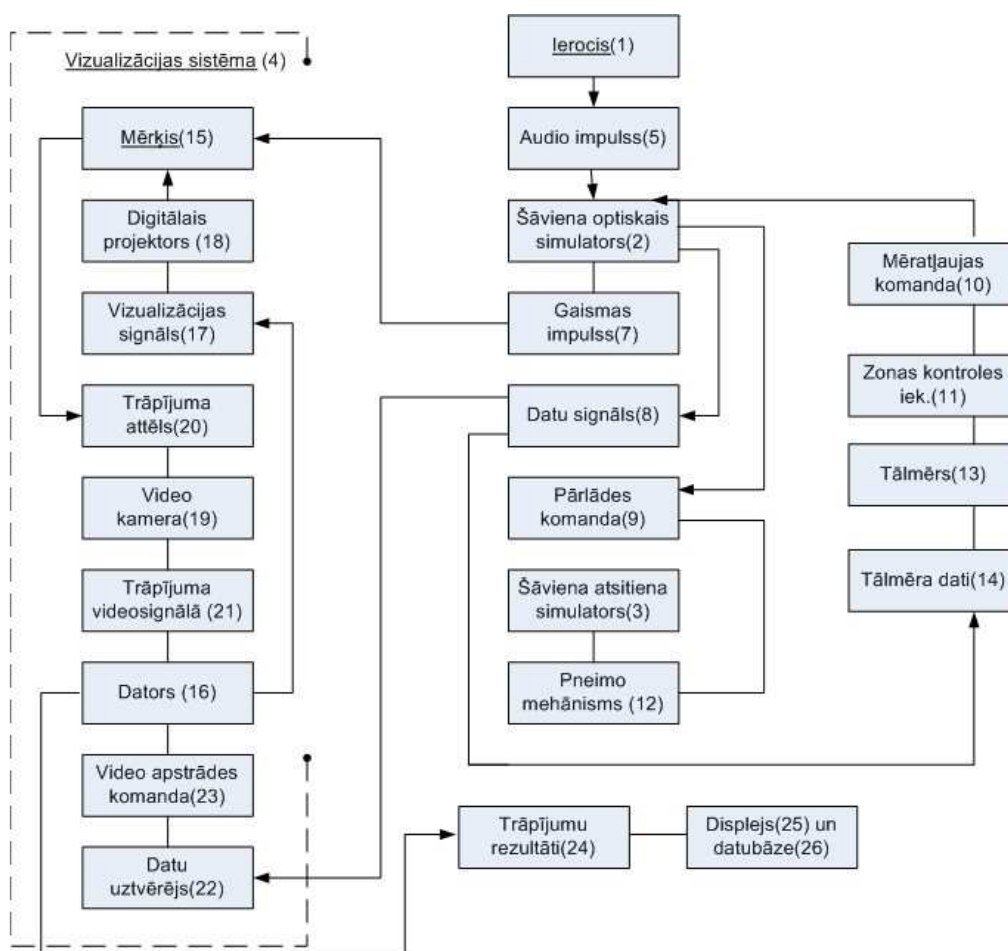 Vizualizācijas sistēma (4)
Mērķis(15)
Digitālais
projektors (18)
Vizualizācijas
signāls(17)
Trāpījuma
attēls(20)
Video
kamera(19)
Trāpījuma
videosignālā (21)
Dators (16)
Video apstrādes
komanda(23)
Datu
uztvērējs(22)
Ierocis(1)
Audio impulss(5)
Šāviena optiskais
simulators(2)
Gaismas
impulss(7)
Datu signāls(8)
Pārlādes
komanda(9)
Šāviena atsitiena
simulators(3)
Pneimo
mehānisms (12)
Mēratļaujas
komanda(10)
Zonas kontroles
iek.(11)
Tālmērs(13)
Tālmēra dati(14)
Trāpījumu
rezultāti(24)
Displejs(25) un
datubāze(26)